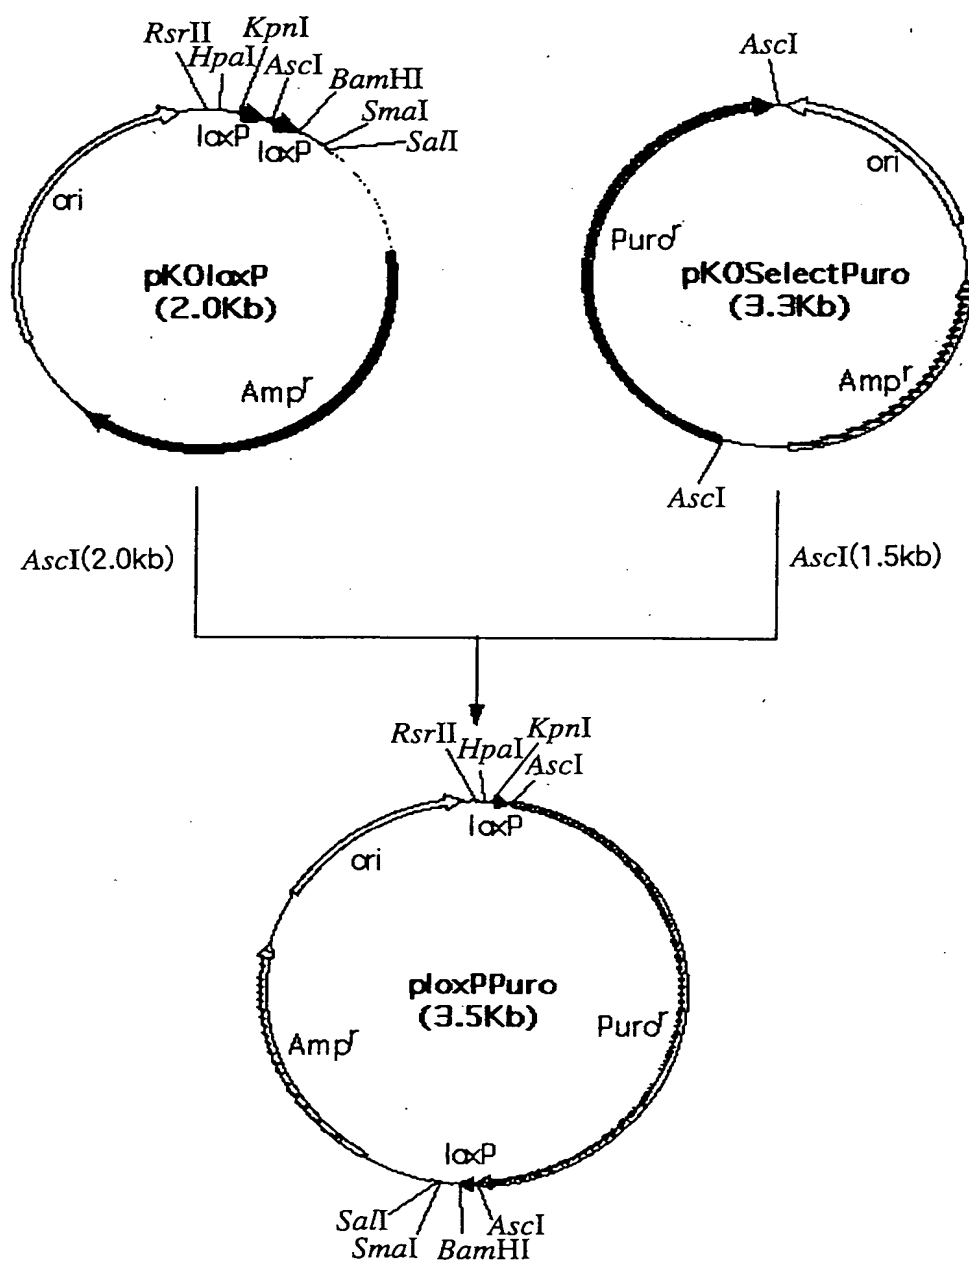 RsrII
KpnI
HpaI
AscI
BamHI
SmaI
SalI
loxP
loxP
ori
pKOloxP
(2.0Kb)
Ampʳ
AscI
ori
Puroʳ
pKOSelectPuro
(3.3Kb)
Ampʳ
AscI
AscI(2.0kb)
AscI(1.5kb)
RsrII
HpaI
KpnI
AscI
loxP
ori
ploxPPuro
(3.5Kb)
Puroʳ
Ampʳ
loxP
SalI
SmaI
BamHI
AscI